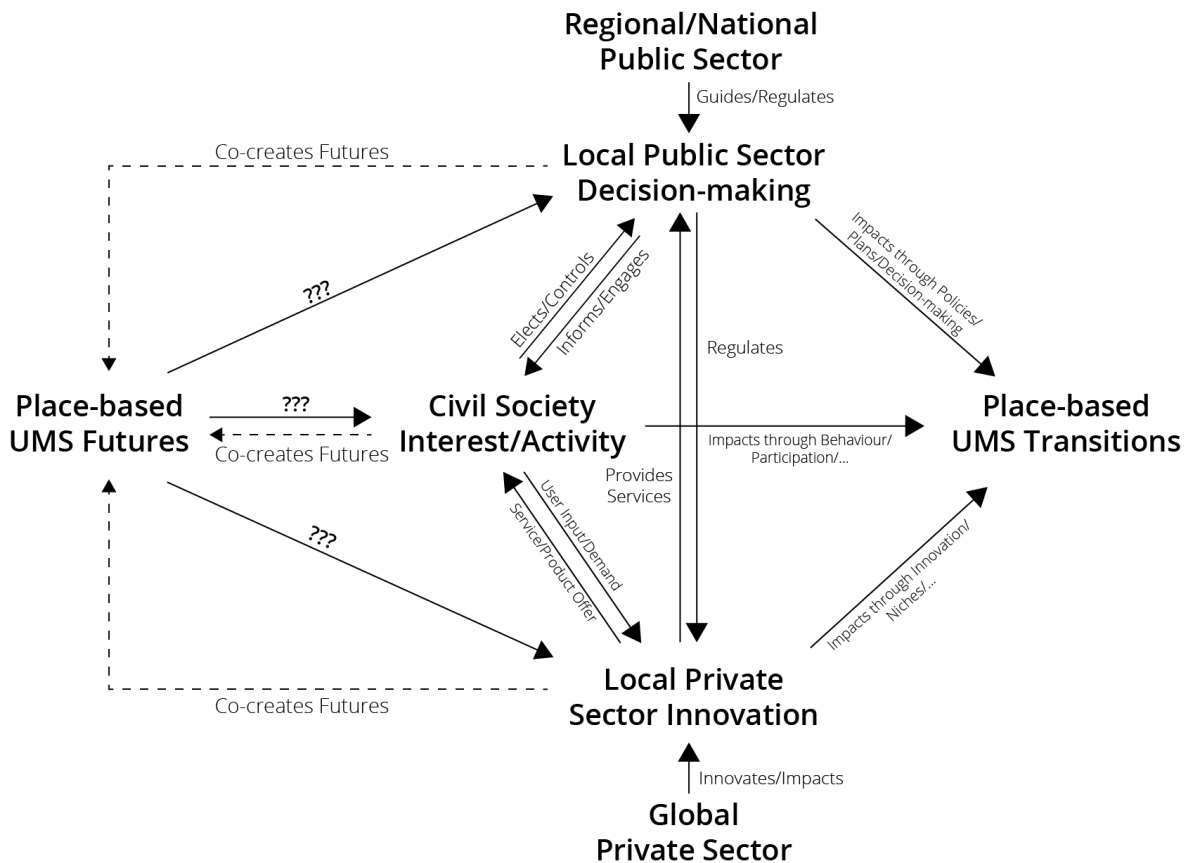 Regional/National
Public Sector
Guides/Regulates
Co-creates Futures
Local Public Sector
Decision-making
Impacts through Policies/
Plans/Decision-making
???
Elects/Controls
Informs/Engages
Regulates
Place-based
UMS Futures
???
Co-creates Futures
Civil Society
Interest/Activity
Impacts through Behaviour/
Participation/...
Place-based
UMS Transitions
Provides
Services
User Input/Demand
Service/Product Offer
???
Impacts through Innovation/
Niches/...
Co-creates Futures
Local Private
Sector Innovation
Innovates/Impacts
Global
Private Sector